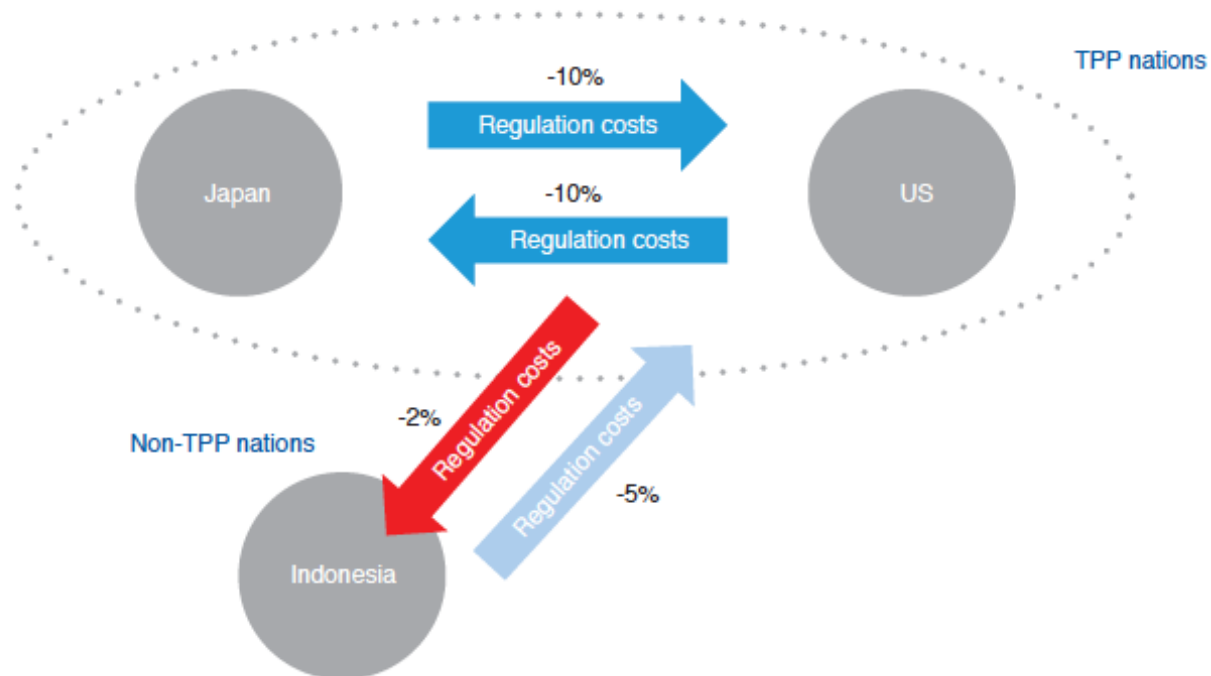 -10%
TPP nations
Regulation costs
Japan
-10%
US
Regulation costs
Regulation costs
-2%
Non-TPP nations
Regulation costs
-5%
Indonesia